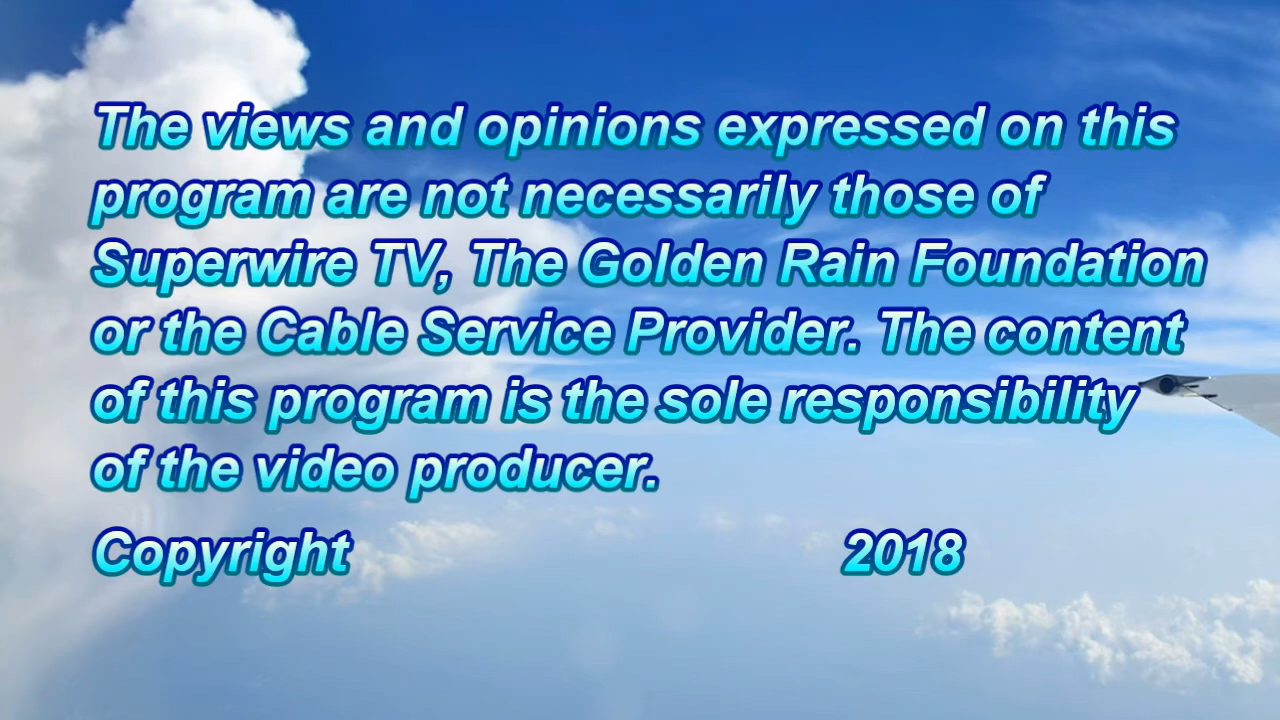 The views and opinions expressed on this
program are not necessarily those of
Superwire TV, The Golden Rain Foundation
or the Cable Service Provider. The content
of this program is the sole responsibility
of the video producer.
Copyright 2018